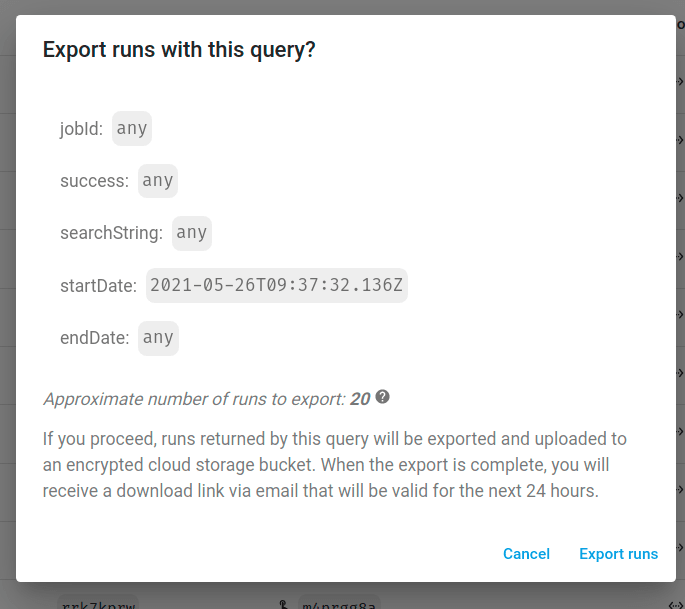 Export runs with this query?
jobId: any
success: any
searchString: any
startDate: 2021-05-26T09:37:32.136Z
endDate: any
Approximate number of runs to export: 20
If you proceed, runs returned by this query will be exported and uploaded to
an encrypted cloud storage bucket. When the export is complete, you will
receive a download link via email that will be valid for the next 24 hours.
Cancel Export runs